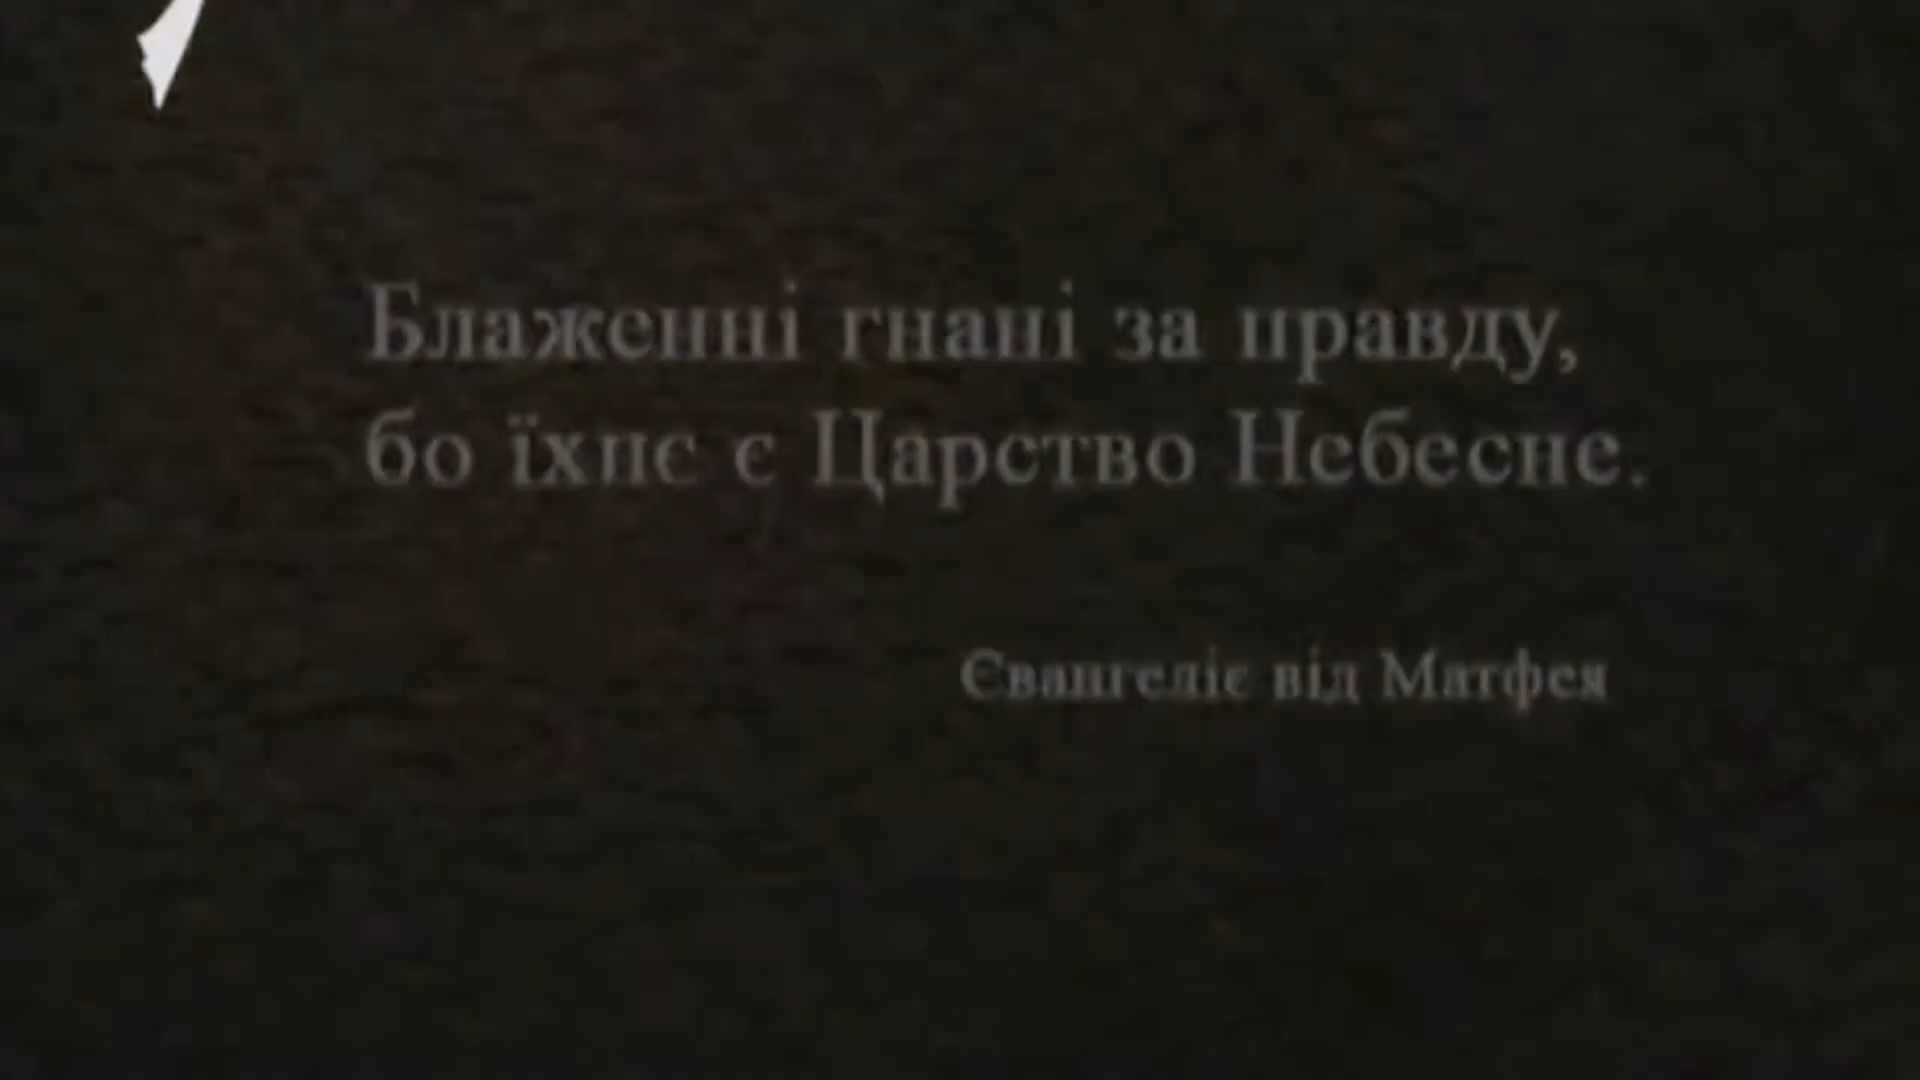 Блаженні гнані за правду,
бо їхнє є Царство Небесне.
Євангеліє від Матфея